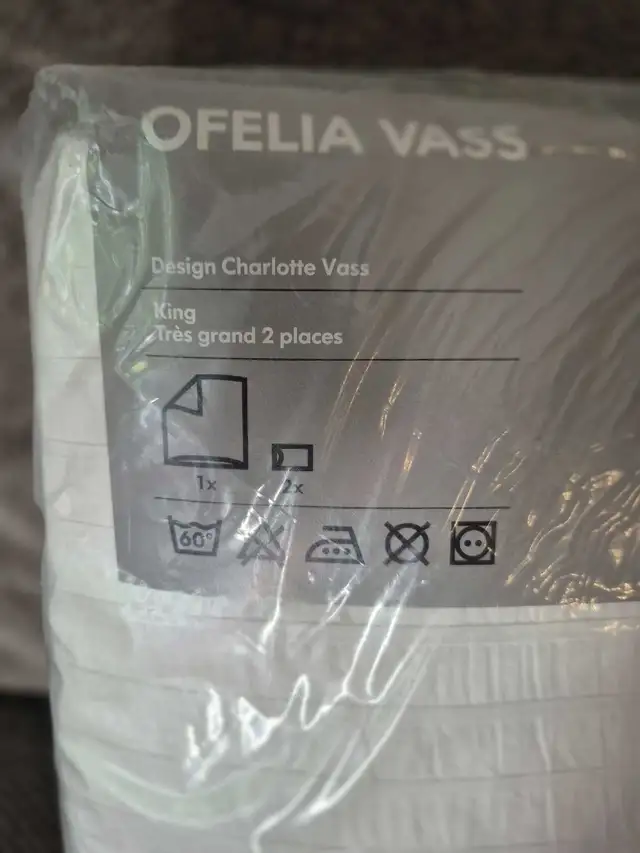 OFELIA VASS
Design Charlotte Vass
King
Très grand 2 places
1x
2x
60°